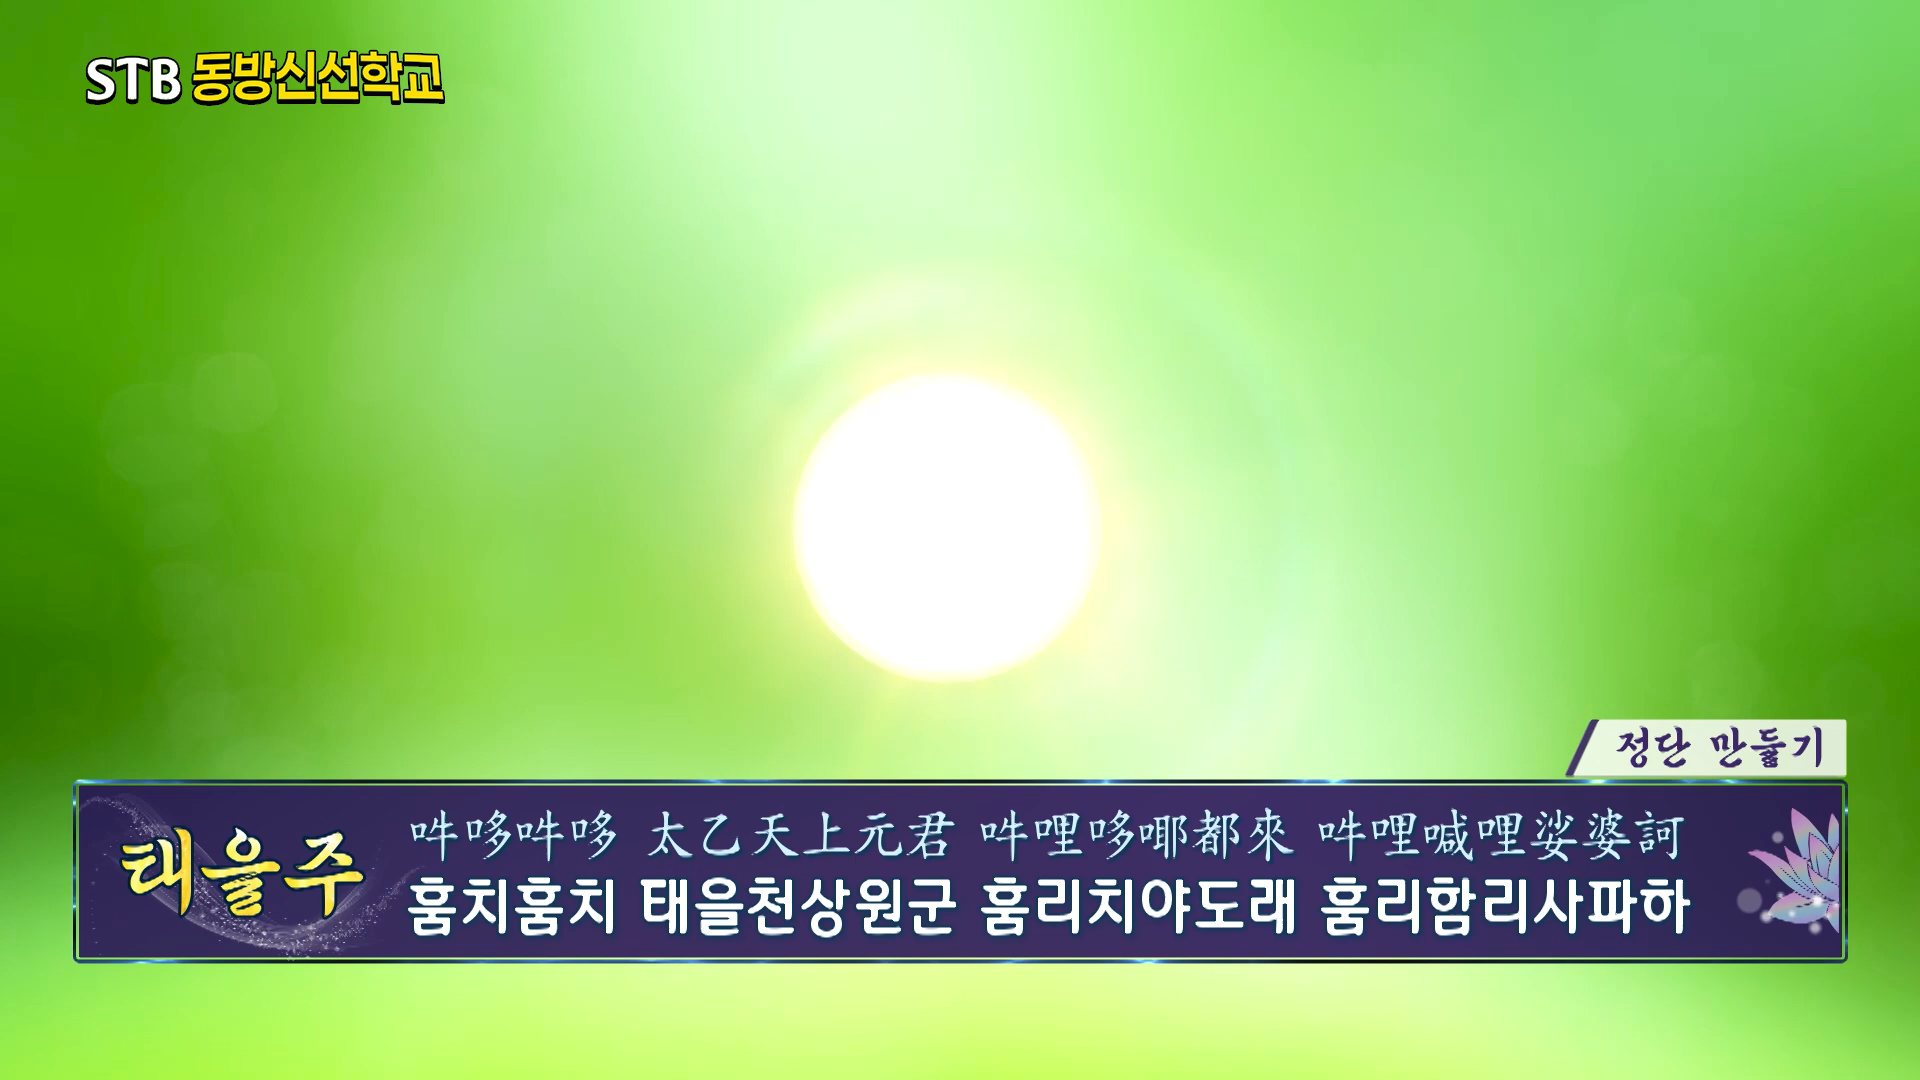 STB 동방신선학교
정단 만듫기
태을주
吽哆吽哆 太乙天上元君 吽哩哆㖿都來 吽哩喊哩娑婆訶
훔치훔치 태을천상원군 훔리치야도래 훔리함리사파하